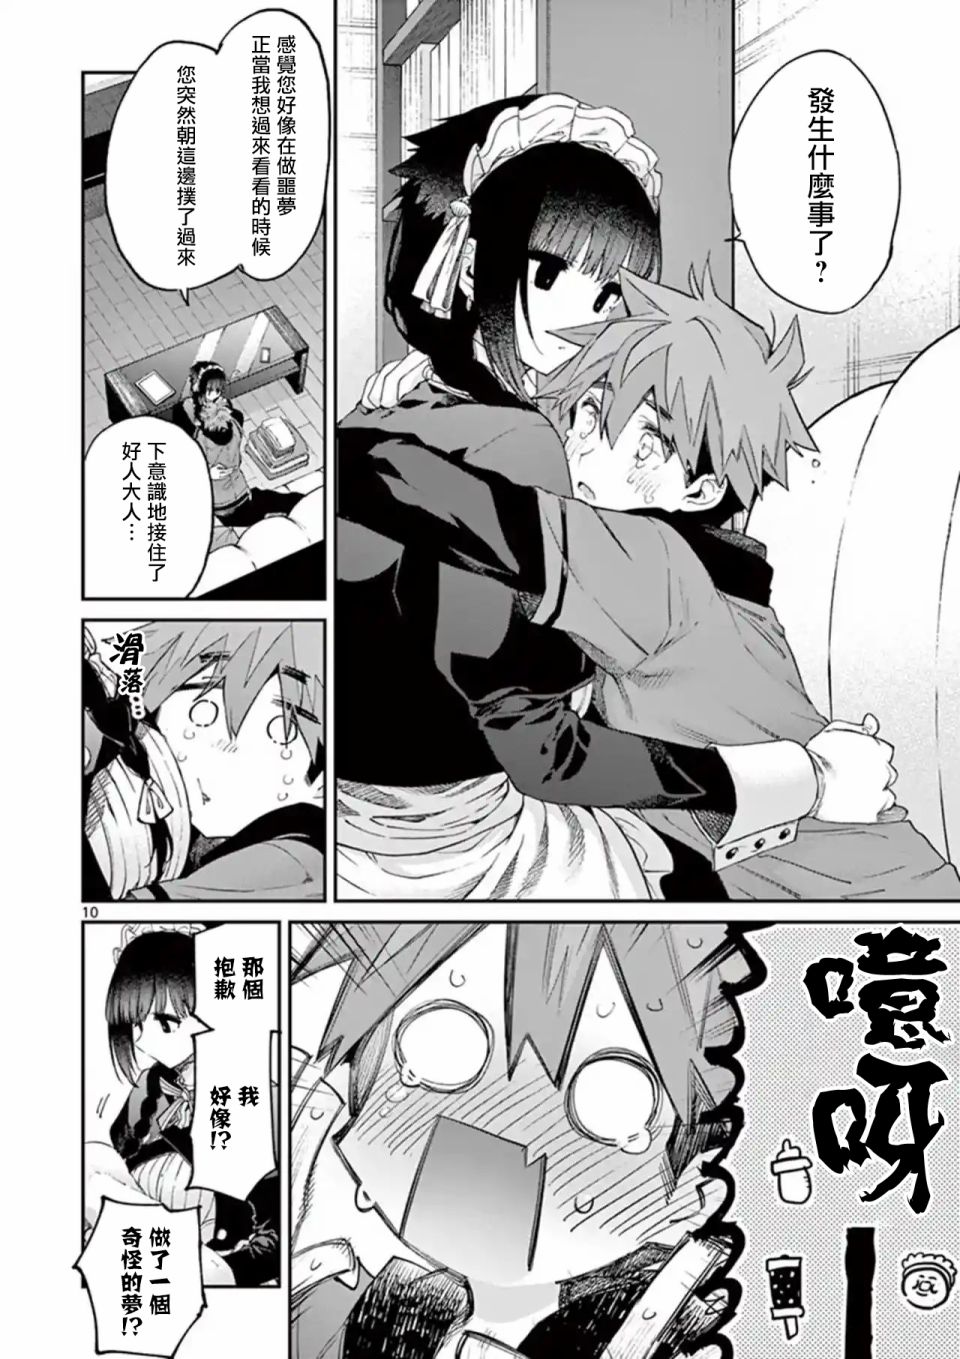 發生什麼事了?
感覺您好像在做噩夢
正當我想過來看看的時候
您突然朝這邊撲了過來
下意識地接住了
好人大人…
滑落…
10
噫呀
那個
抱歉
我
好像!?
做了一個
奇怪的夢!?